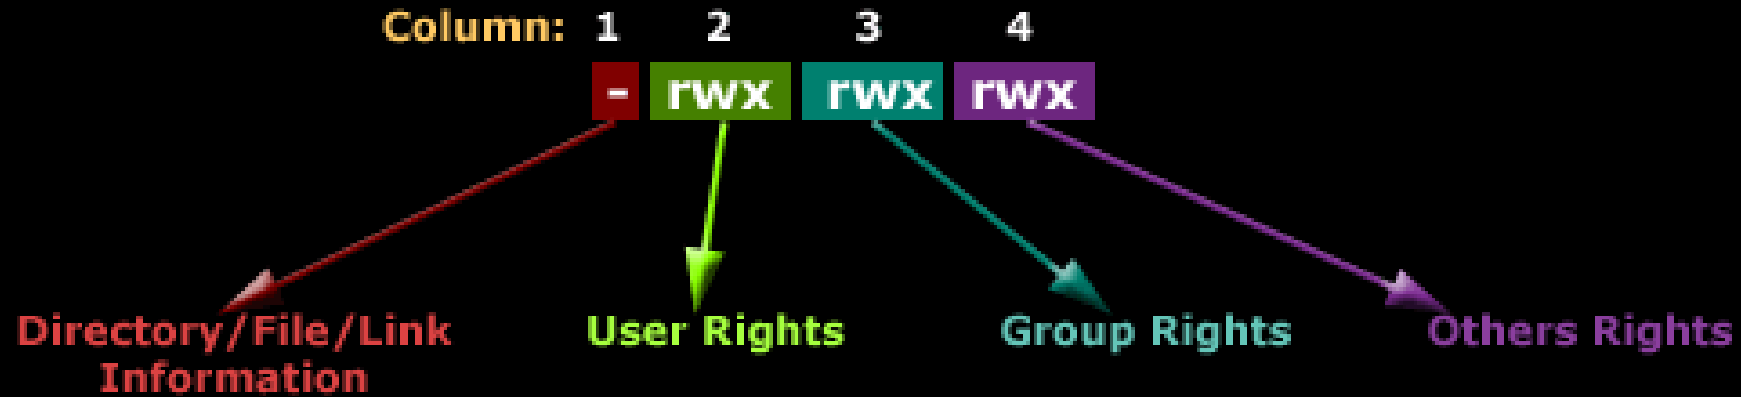 Column: 1 2 3 4
- rwx rwx rwx
Directory/File/Link
Information
User Rights
Group Rights
Others Rights